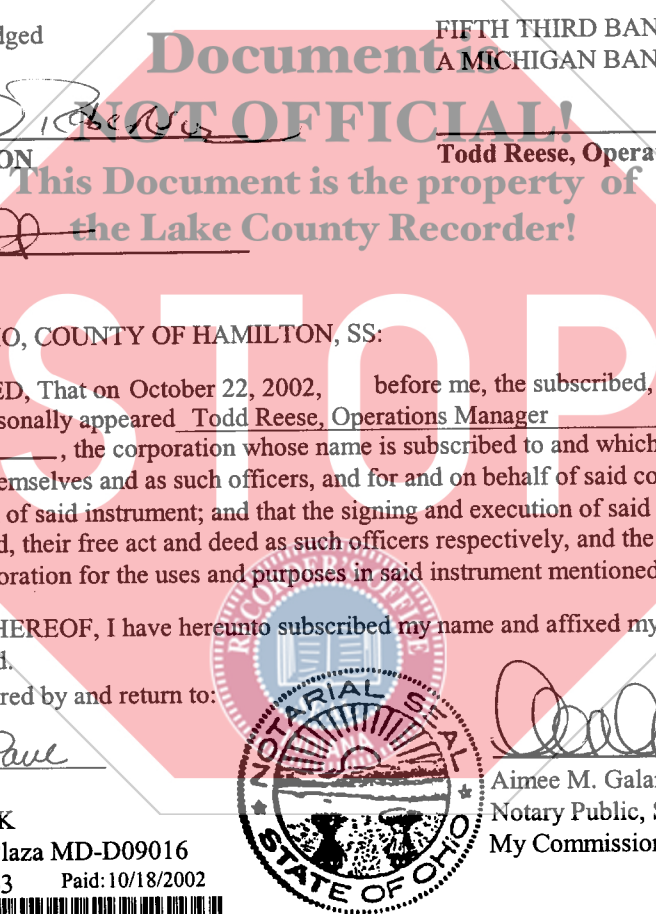 dged
FIFTH THIRD BAN
A MICHIGAN BAN
Document is
NOT OFFICIAL!
This Document is the property of
the Lake County Recorder!
STOP
ON
Todd Reese, Opera
O, COUNTY OF HAMILTON, SS:
ED, That on October 22, 2002, before me, the subscribed,
sonally appeared Todd Reese, Operations Manager
, the corporation whose name is subscribed to and which
emselves and as such officers, and for and on behalf of said co
of said instrument; and that the signing and execution of said
d, their free act and deed as such officers respectively, and the
oration for the uses and purposes in said instrument mentioned
HEREOF, I have hereunto subscribed my name and affixed my
d.
red by and return to:
RECORDER'S OFFICE
NOTARIAL SEAL
STATE OF OHIO
Aimee M. Gala
Notary Public, S
My Commission
K
laza MD-D09016
3 Paid: 10/18/2002